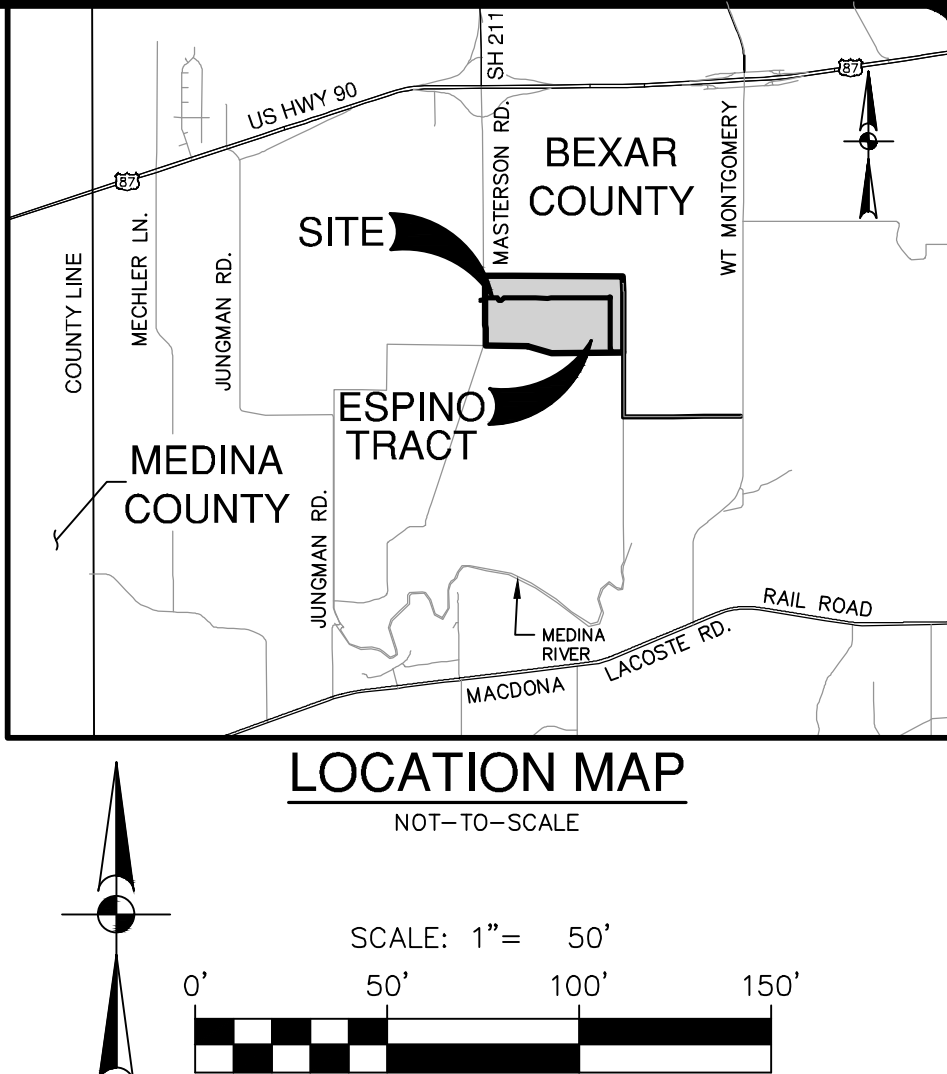 SH 211
87
US HWY 90
MASTERSON RD.
BEXAR
COUNTY
WT MONTGOMERY
87
MECHLER LN.
SITE
COUNTY LINE
JUNGMAN RD.
ESPINO
TRACT
MEDINA
COUNTY
JUNGMAN RD.
MEDINA
RIVER
RAIL ROAD
MACDONA
LACOSTE RD.
LOCATION MAP
NOT-TO-SCALE
SCALE: 1"= 50'
0' 50' 100' 150'